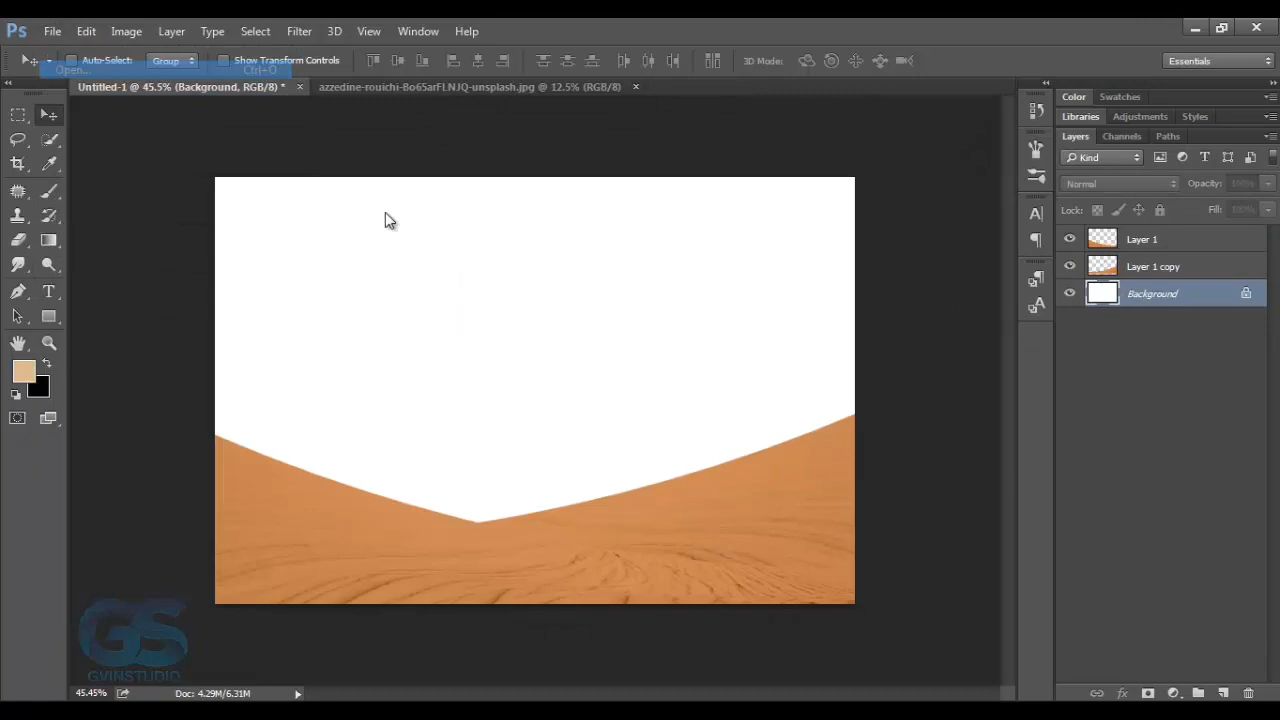 Ps File Edit Image Layer Type Select Filter 3D View Window Help
Auto-Select: Group Show Transform Controls 3D Mode: Essentials
Open... Ctrl+O
Untitled-1 @ 45.5% (Background, RGB/8) * × azzedine-rouichi-Bo65arFLNJQ-unsplash.jpg @ 12.5% (RGB/8) ×
Color Swatches
Libraries Adjustments Styles
Layers Channels Paths
Kind
Normal Opacity: 100%
Lock: Fill: 100%
Layer 1
Layer 1 copy
Background
GS
GVINSTUDIO
45.45% Doc: 4.29M/6.31M